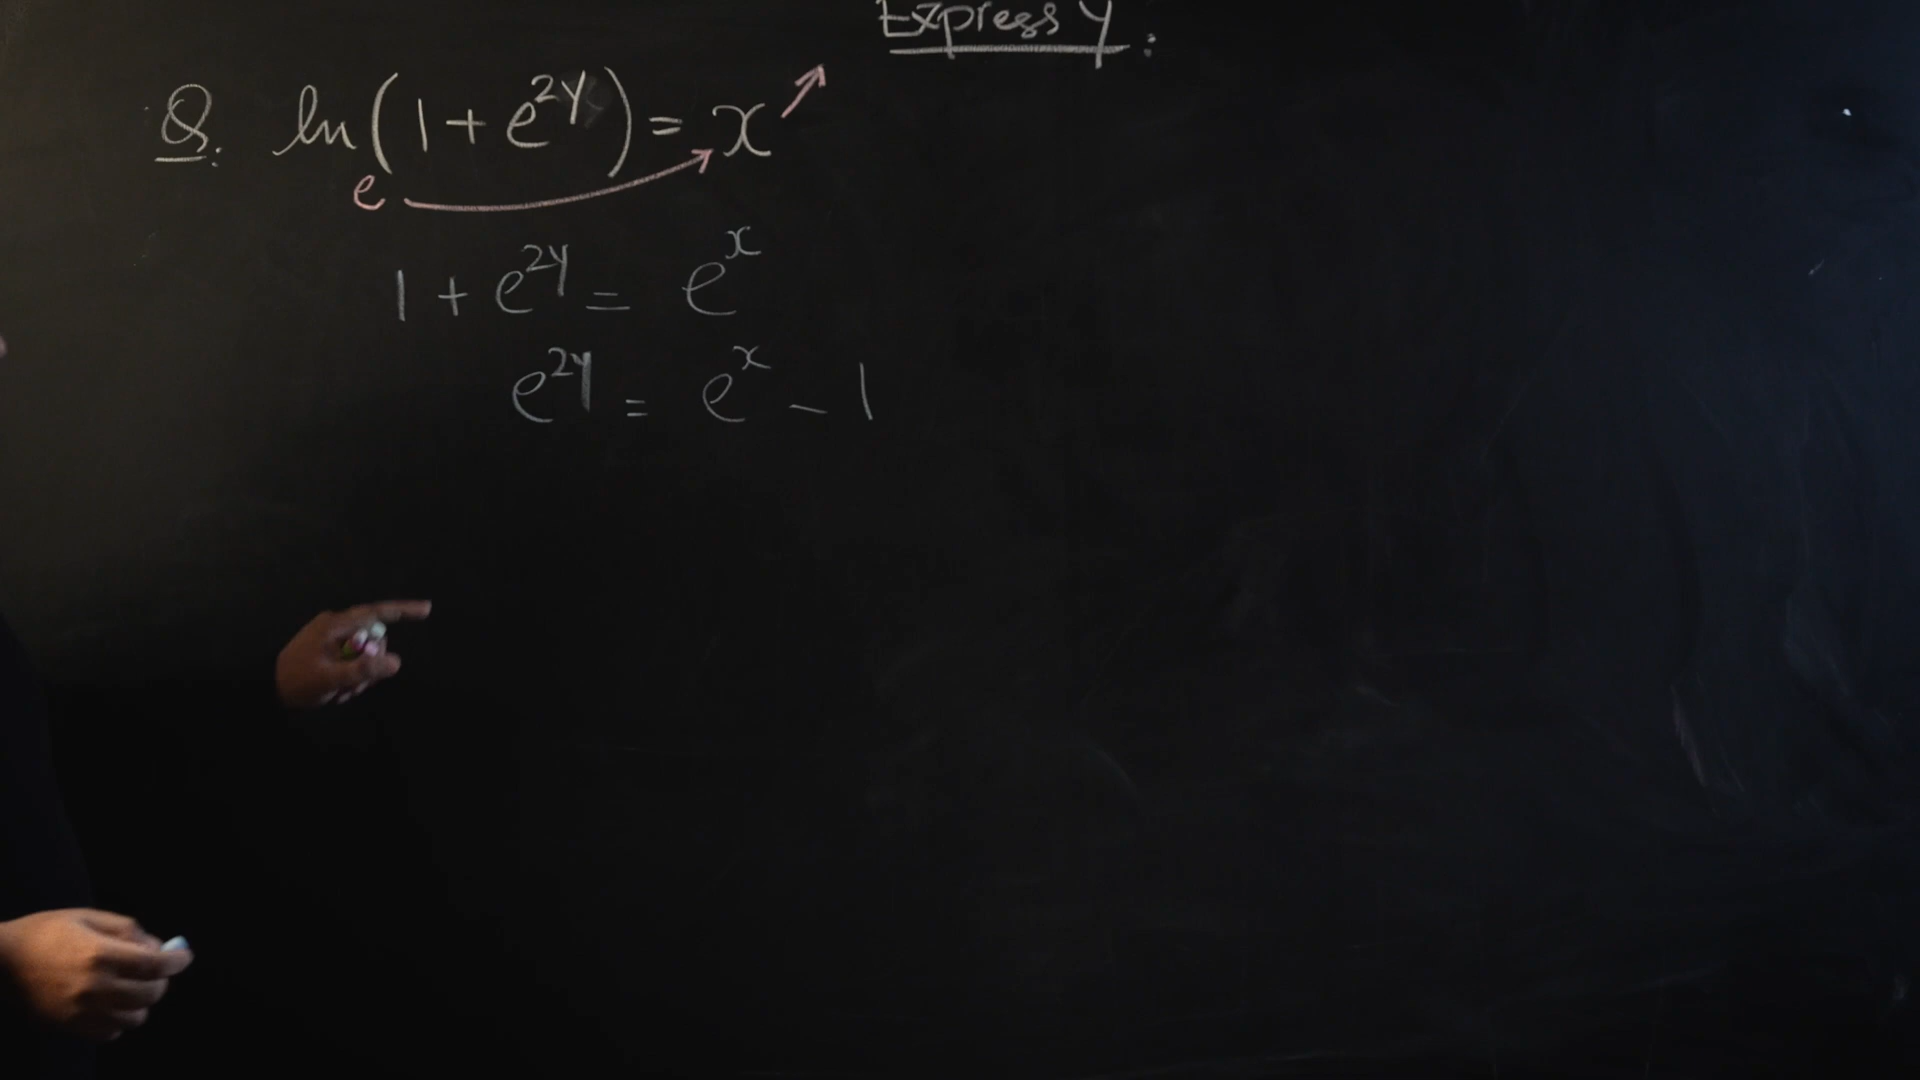 Express y :
Q. ln(1 + e^{2y}) = x
e
1 + e^{2y} = e^x
e^{2y} = e^x - 1